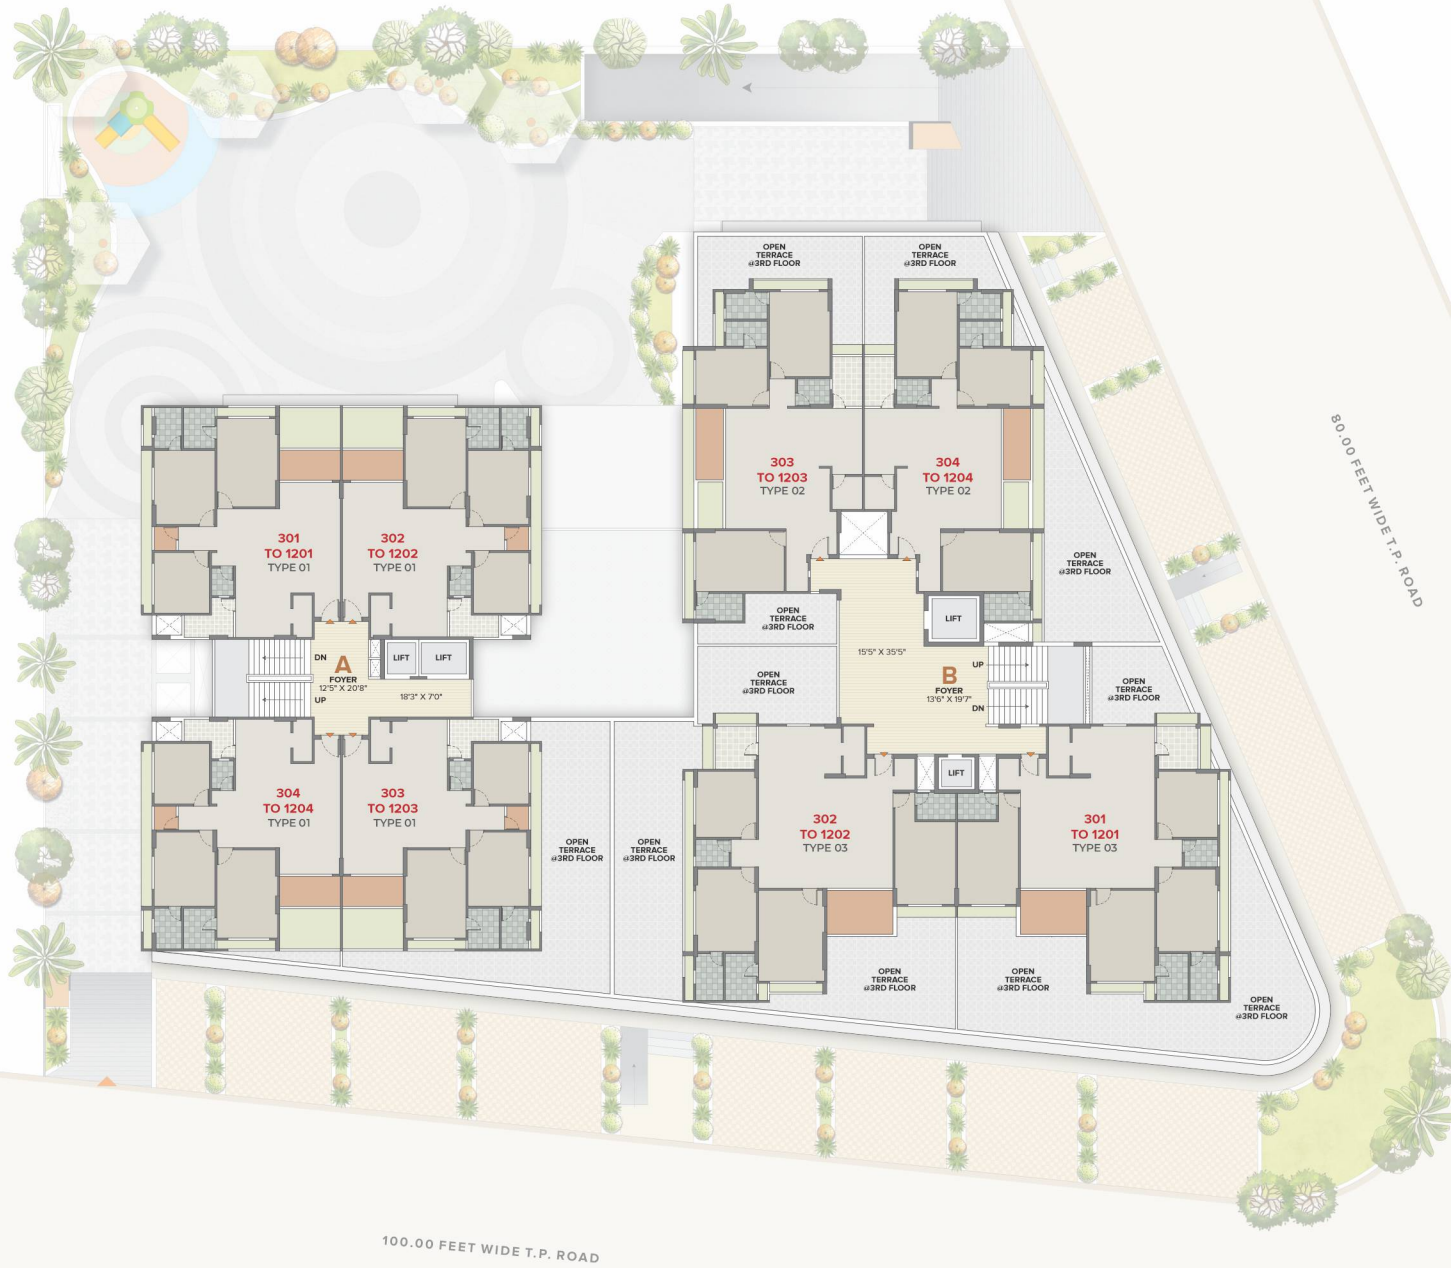 OPEN
TERRACE
@3RD FLOOR
OPEN
TERRACE
@3RD FLOOR
303
TO 1203
TYPE 02
304
TO 1204
TYPE 02
80.00 FEET WIDE T.P. ROAD
301
TO 1201
TYPE 01
302
TO 1202
TYPE 01
OPEN
TERRACE
@3RD FLOOR
OPEN
TERRACE
@3RD FLOOR
LIFT
DN
A
FOYER
12'5" X 20'8"
UP
LIFT
LIFT
18'3" X 7'0"
OPEN
TERRACE
@3RD FLOOR
15'5" X 35'5"
B
FOYER
13'6" X 19'7"
UP
DN
OPEN
TERRACE
@3RD FLOOR
LIFT
304
TO 1204
TYPE 01
303
TO 1203
TYPE 01
OPEN
TERRACE
@3RD FLOOR
OPEN
TERRACE
@3RD FLOOR
302
TO 1202
TYPE 03
301
TO 1201
TYPE 03
OPEN
TERRACE
@3RD FLOOR
OPEN
TERRACE
@3RD FLOOR
OPEN
TERRACE
@3RD FLOOR
100.00 FEET WIDE T.P. ROAD